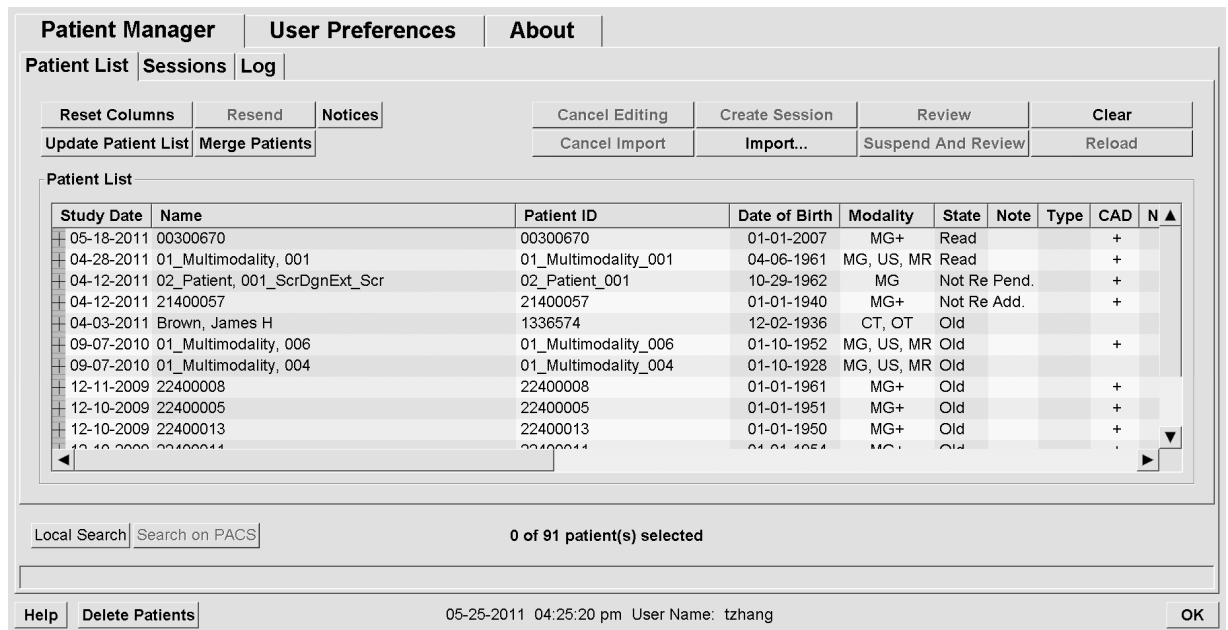 Patient Manager User Preferences About
Patient List Sessions Log
Reset Columns Resend Notices Cancel Editing Create Session Review Clear
Update Patient List Merge Patients Cancel Import Import... Suspend And Review Reload
Patient List
Study Date Name Patient ID Date of Birth Modality State Note Type CAD N
05-18-2011 00300670 00300670 01-01-2007 MG+ Read +
04-28-2011 01_Multimodality, 001 01_Multimodality_001 04-06-1961 MG, US, MR Read +
04-12-2011 02_Patient, 001_ScrDgnExt_Scr 02_Patient_001 10-29-1962 MG Not Re Pend. +
04-12-2011 21400057 21400057 01-01-1940 MG+ Not Re Add. +
04-03-2011 Brown, James H 1336574 12-02-1936 CT, OT Old
09-07-2010 01_Multimodality, 006 01_Multimodality_006 01-10-1952 MG, US, MR Old +
09-07-2010 01_Multimodality, 004 01_Multimodality_004 01-10-1928 MG, US, MR Old
12-11-2009 22400008 22400008 01-01-1961 MG+ Old +
12-10-2009 22400005 22400005 01-01-1951 MG+ Old +
12-10-2009 22400013 22400013 01-01-1950 MG+ Old +
Local Search Search on PACS 0 of 91 patient(s) selected
Help Delete Patients 05-25-2011 04:25:20 pm User Name: tzhang OK